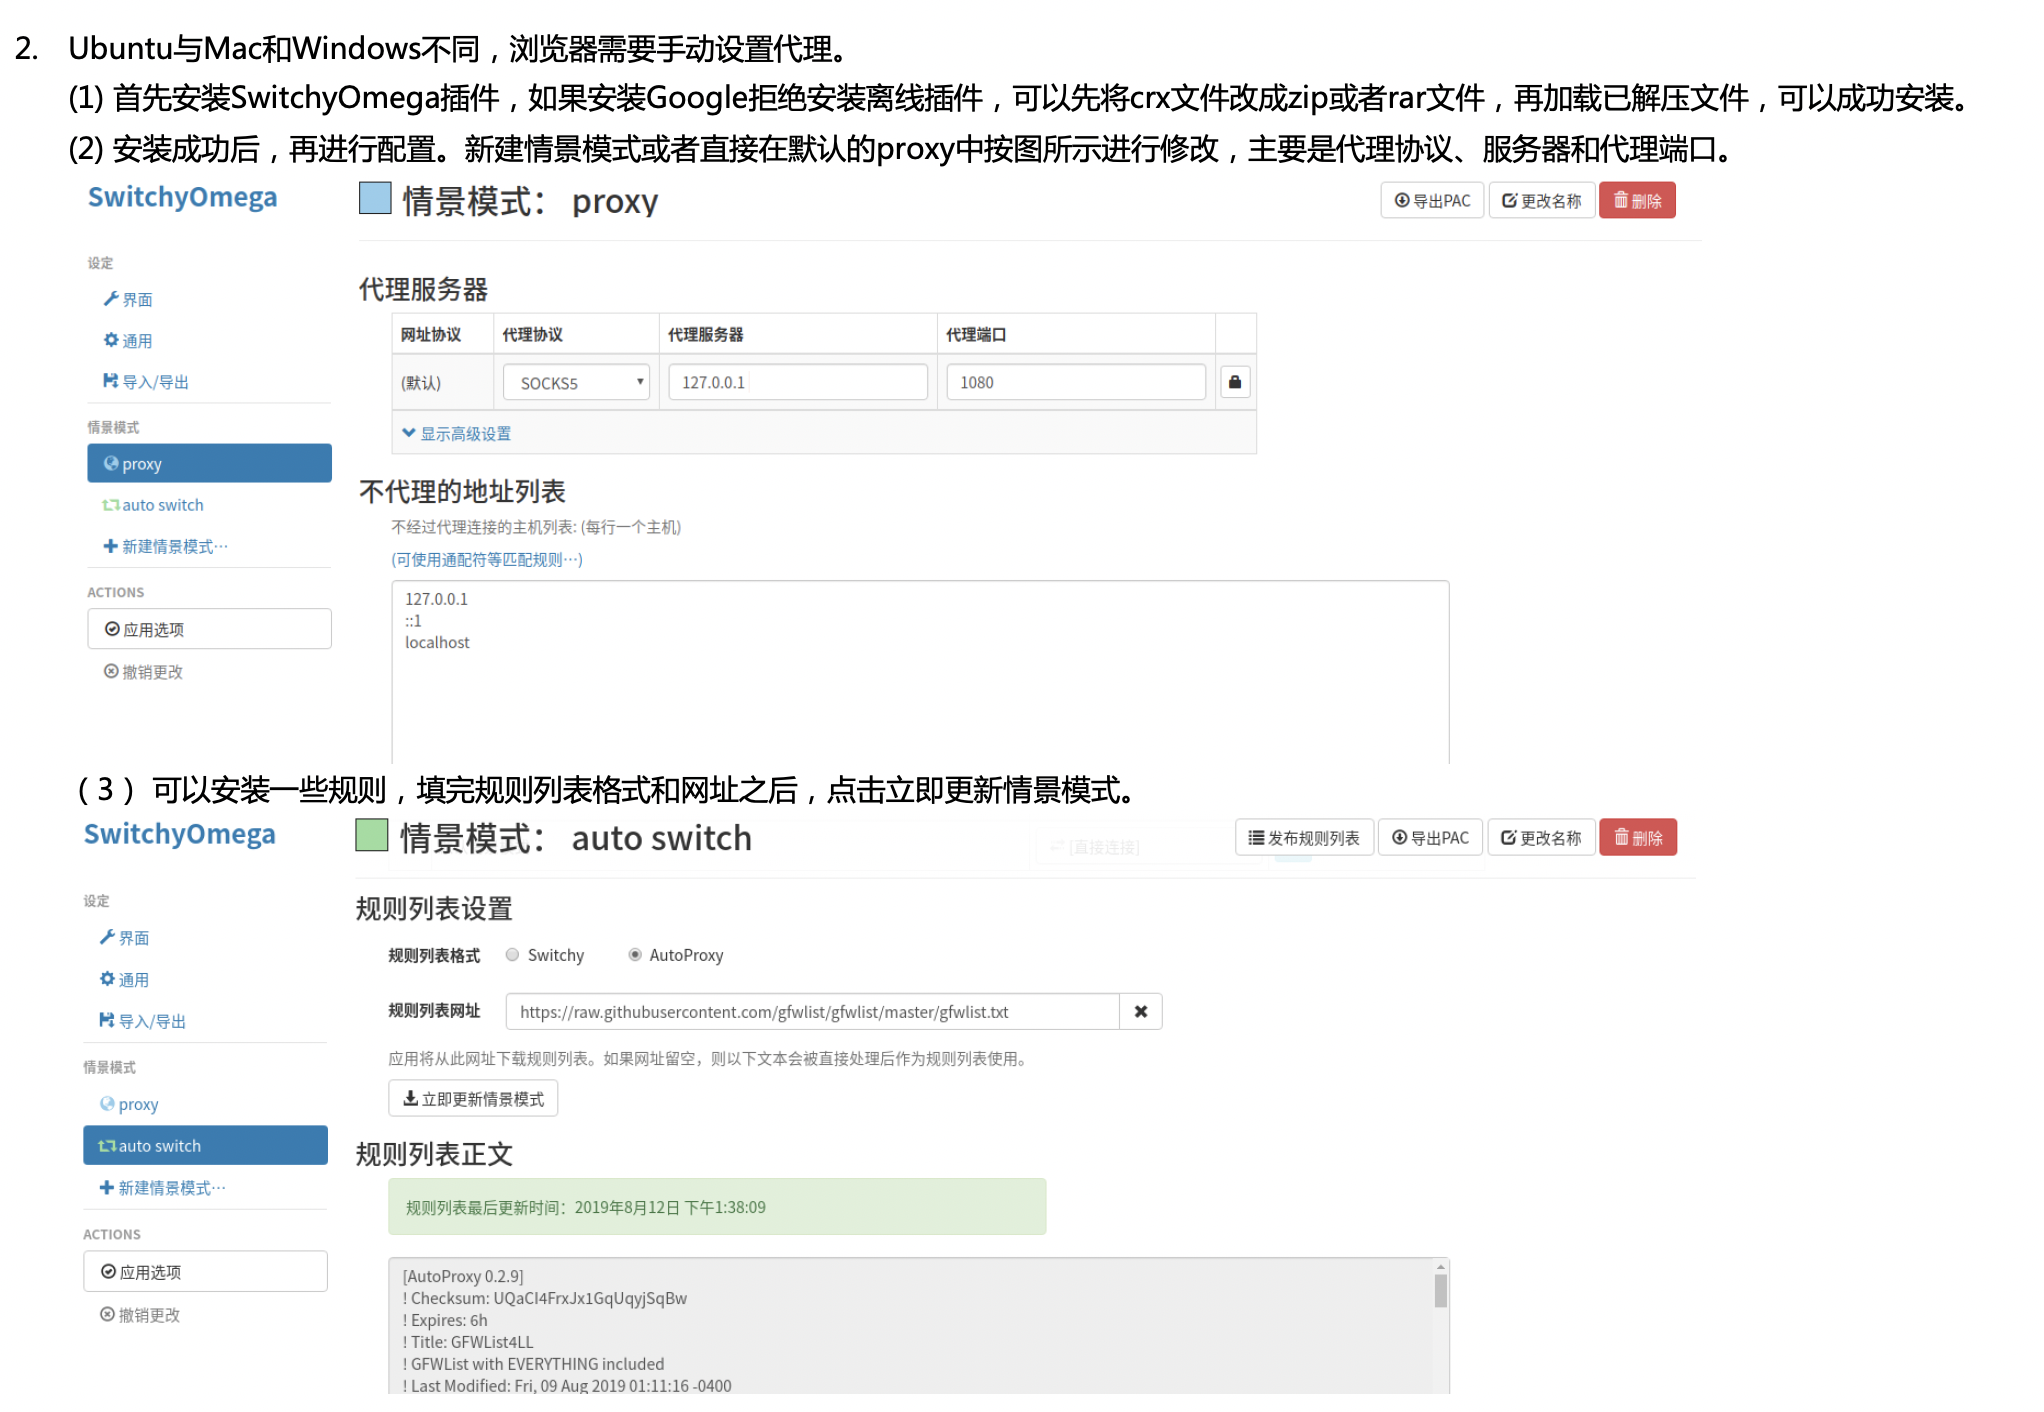 2. Ubuntu与Mac和Windows不同，浏览器需要手动设置代理。
(1) 首先安装SwitchyOmega插件，如果安装Google拒绝安装离线插件，可以先将crx文件改成zip或者rar文件，再加载已解压文件，可以成功安装。
(2) 安装成功后，再进行配置。新建情景模式或者直接在默认的proxy中按图所示进行修改，主要是代理协议、服务器和代理端口。
SwitchyOmega
情景模式： proxy
导出PAC 更改名称 删除
设定
界面
通用
导入/导出
情景模式
proxy
auto switch
新建情景模式…
ACTIONS
应用选项
撤销更改
代理服务器
网址协议 代理协议 代理服务器 代理端口
(默认) SOCKS5 127.0.0.1 1080
显示高级设置
不代理的地址列表
不经过代理连接的主机列表: (每行一个主机)
(可使用通配符等匹配规则…)
127.0.0.1
::1
localhost
（3） 可以安装一些规则，填完规则列表格式和网址之后，点击立即更新情景模式。
SwitchyOmega
情景模式： auto switch
[直接连接]
发布规则列表 导出PAC 更改名称 删除
设定
界面
通用
导入/导出
情景模式
proxy
auto switch
新建情景模式…
ACTIONS
应用选项
撤销更改
规则列表设置
规则列表格式 Switchy AutoProxy
规则列表网址 https://raw.githubusercontent.com/gfwlist/gfwlist/master/gfwlist.txt
应用将从此网址下载规则列表。如果网址留空，则以下文本会被直接处理后作为规则列表使用。
立即更新情景模式
规则列表正文
规则列表最后更新时间：2019年8月12日 下午1:38:09
[AutoProxy 0.2.9]
! Checksum: UQaCI4FrxJx1GqUqyjSqBw
! Expires: 6h
! Title: GFWList4LL
! GFWList with EVERYTHING included
! Last Modified: Fri, 09 Aug 2019 01:11:16 -0400